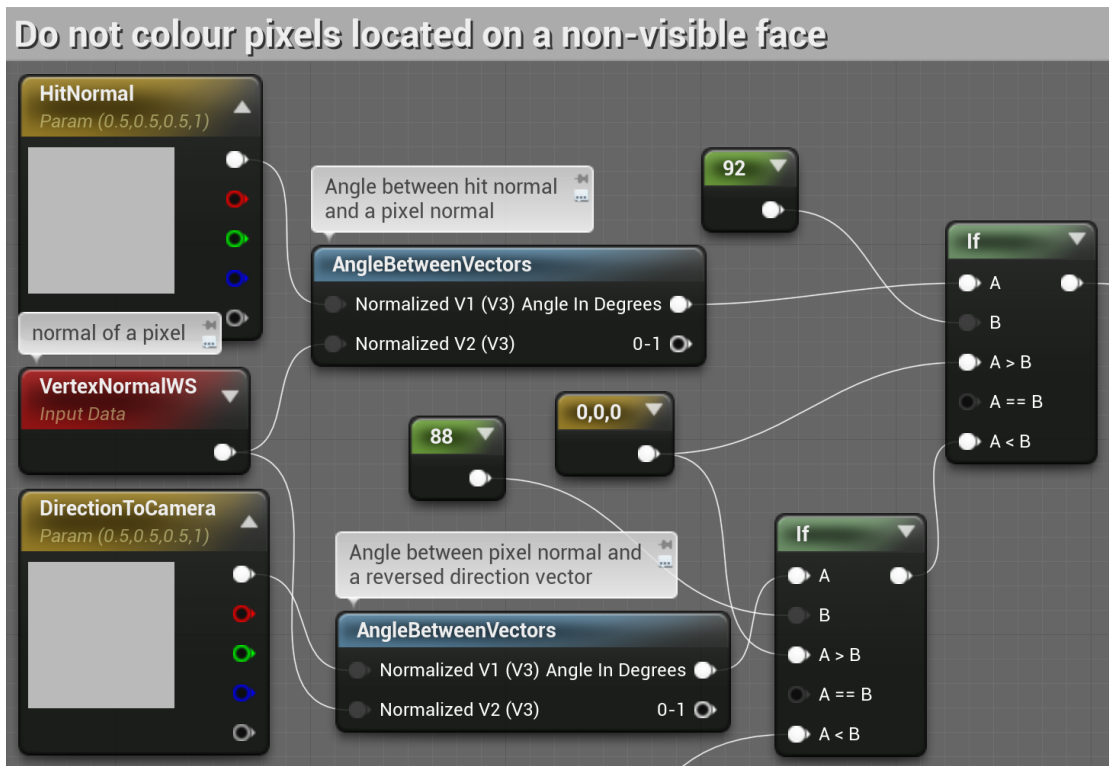 Do not colour pixels located on a non-visible face
HitNormal
Param (0.5,0.5,0.5,1)
Angle between hit normal
and a pixel normal
92
If
A
B
A > B
A == B
A < B
AngleBetweenVectors
Normalized V1 (V3) Angle In Degrees
Normalized V2 (V3) 0-1
normal of a pixel
VertexNormalWS
Input Data
88
0,0,0
DirectionToCamera
Param (0.5,0.5,0.5,1)
Angle between pixel normal and
a reversed direction vector
AngleBetweenVectors
Normalized V1 (V3) Angle In Degrees
Normalized V2 (V3) 0-1
If
A
B
A > B
A == B
A < B